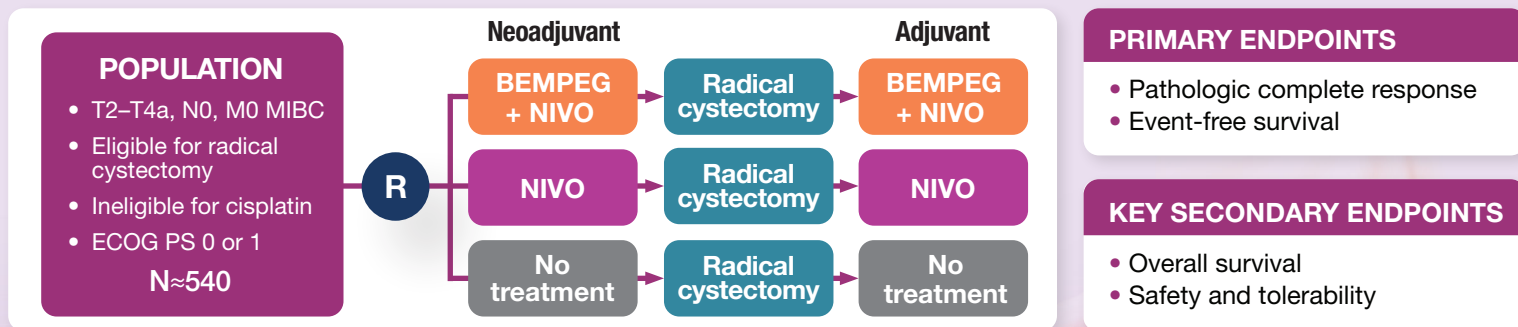 POPULATION
• T2–T4a, N0, M0 MIBC
• Eligible for radical
cystectomy
• Ineligible for cisplatin
• ECOG PS 0 or 1
N≈540
R
Neoadjuvant
Adjuvant
BEMPEG
+ NIVO
Radical
cystectomy
BEMPEG
+ NIVO
NIVO
Radical
cystectomy
NIVO
No
treatment
Radical
cystectomy
No
treatment
PRIMARY ENDPOINTS
• Pathologic complete response
• Event-free survival
KEY SECONDARY ENDPOINTS
• Overall survival
• Safety and tolerability